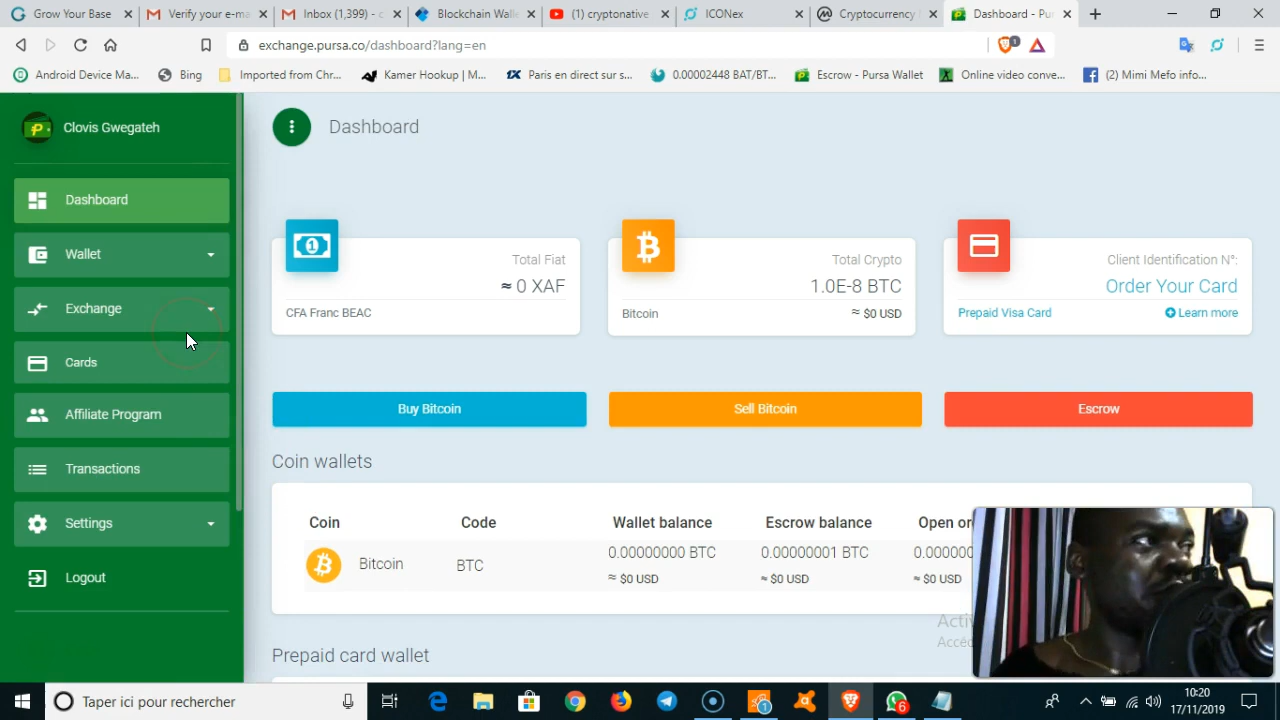 Grow Your Base
Verify your e-ma
Inbox (1,399) - c
Blockchain Walle
(1) cryptonative
ICONex
Cryptocurrency
Dashboard - Pur
exchange.pursa.co/dashboard?lang=en
1
Android Device Ma...
Bing
Imported from Chr...
Kamer Hookup | M...
1X
Paris en direct sur s...
0.00002448 BAT/BT...
Escrow - Pursa Wallet
Online video conve...
(2) Mimi Mefo info...
Clovis Gwegateh
Dashboard
Wallet
Exchange
Cards
Affiliate Program
Transactions
Settings
Logout
Dashboard
Total Fiat
≈ 0 XAF
CFA Franc BEAC
Total Crypto
1.0E-8 BTC
Bitcoin
≈ $0 USD
Client Identification N°:
Order Your Card
Prepaid Visa Card
Learn more
Buy Bitcoin
Sell Bitcoin
Escrow
Coin wallets
Coin
Code
Wallet balance
Escrow balance
Open or
Bitcoin
BTC
0.00000000 BTC
0.00000001 BTC
0.000000
≈ $0 USD
≈ $0 USD
≈ $0 USD
Activ
Accéd
Prepaid card wallet
Taper ici pour rechercher
1
6
10:20
17/11/2019